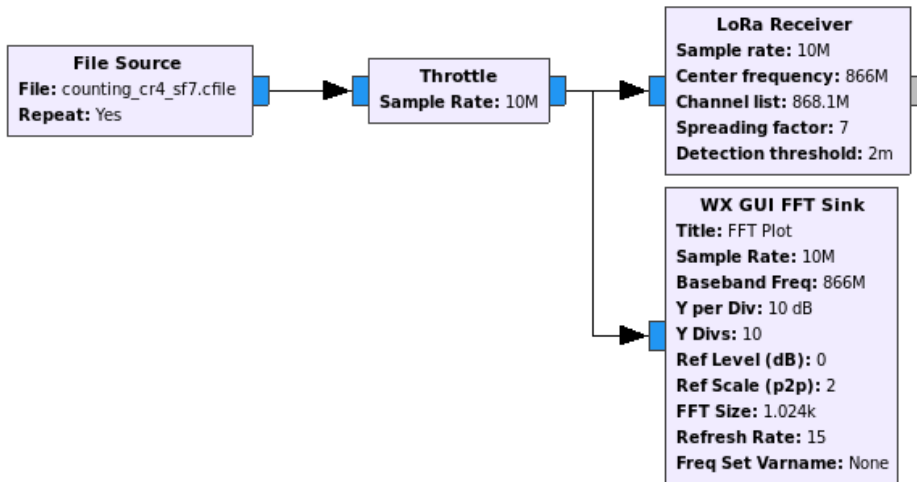 File Source
File: counting_cr4_sf7.cfile
Repeat: Yes
Throttle
Sample Rate: 10M
LoRa Receiver
Sample rate: 10M
Center frequency: 866M
Channel list: 868.1M
Spreading factor: 7
Detection threshold: 2m
WX GUI FFT Sink
Title: FFT Plot
Sample Rate: 10M
Baseband Freq: 866M
Y per Div: 10 dB
Y Divs: 10
Ref Level (dB): 0
Ref Scale (p2p): 2
FFT Size: 1.024k
Refresh Rate: 15
Freq Set Varname: None